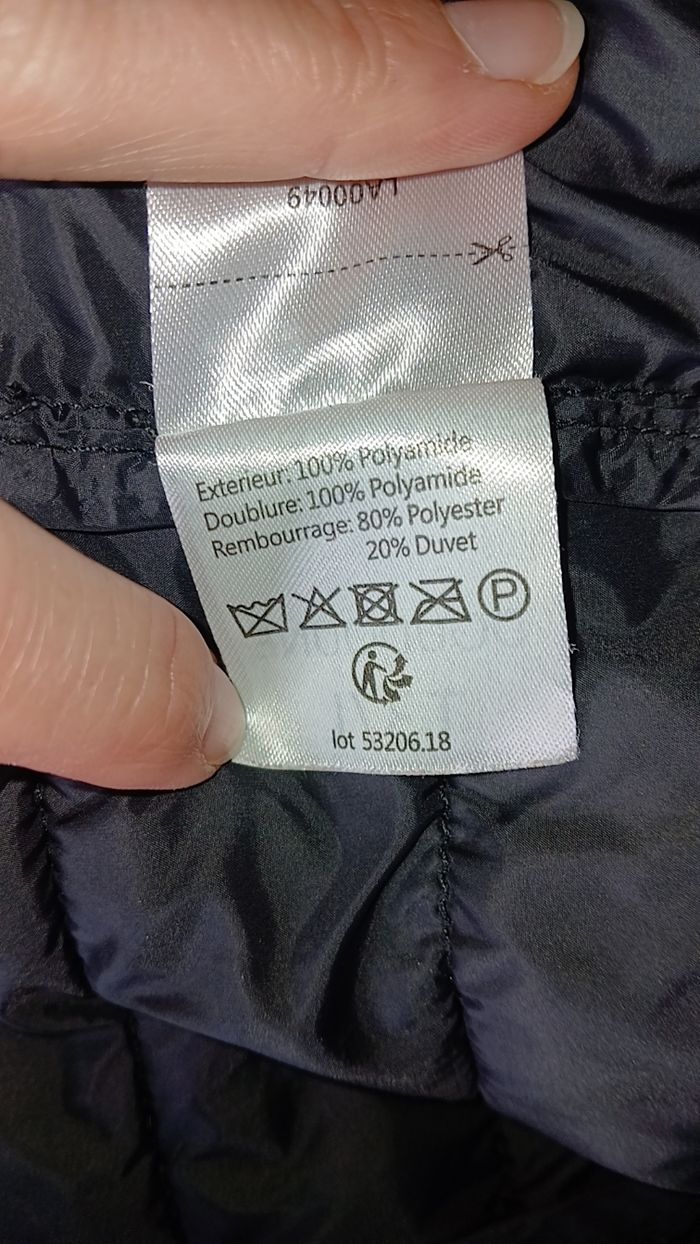 LA00049
Exterieur: 100% Polyamide
Doublure: 100% Polyamide
Rembourrage: 80% Polyester
20% Duvet
P
lot 53206.18